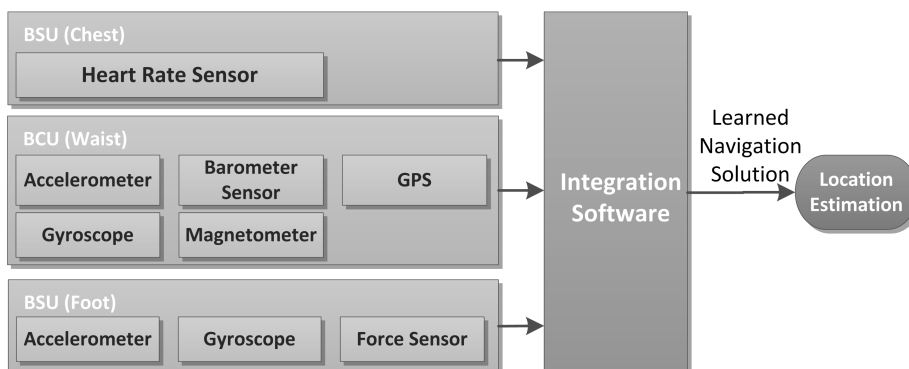 BSU (Chest)
Heart Rate Sensor
BCU (Waist)
Accelerometer
Barometer
Sensor
GPS
Gyroscope
Magnetometer
BSU (Foot)
Accelerometer
Gyroscope
Force Sensor
Integration
Software
Learned
Navigation
Solution
Location
Estimation